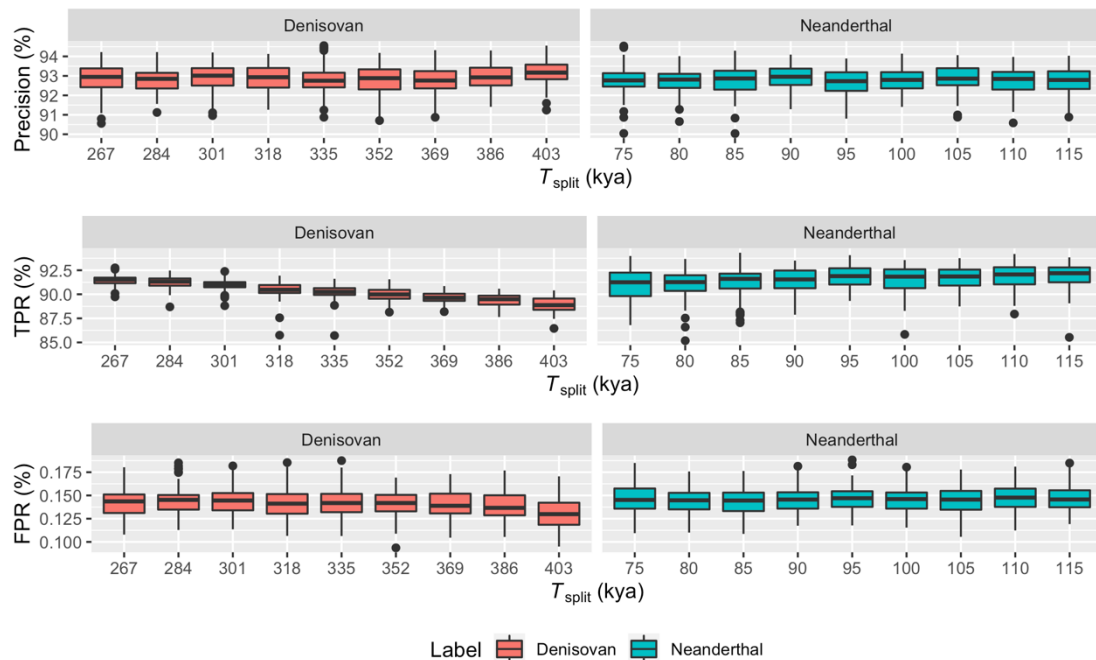 Denisovan Neanderthal
Precision (%)
94
93
92
91
90
267 284 301 318 335 352 369 386 403 75 80 85 90 95 100 105 110 115
Tsplit (kya)
Denisovan Neanderthal
TPR (%)
92.5
90.0
87.5
85.0
267 284 301 318 335 352 369 386 403 75 80 85 90 95 100 105 110 115
Tsplit (kya)
Denisovan Neanderthal
FPR (%)
0.175
0.150
0.125
0.100
267 284 301 318 335 352 369 386 403 75 80 85 90 95 100 105 110 115
Tsplit (kya)
Label Denisovan Neanderthal